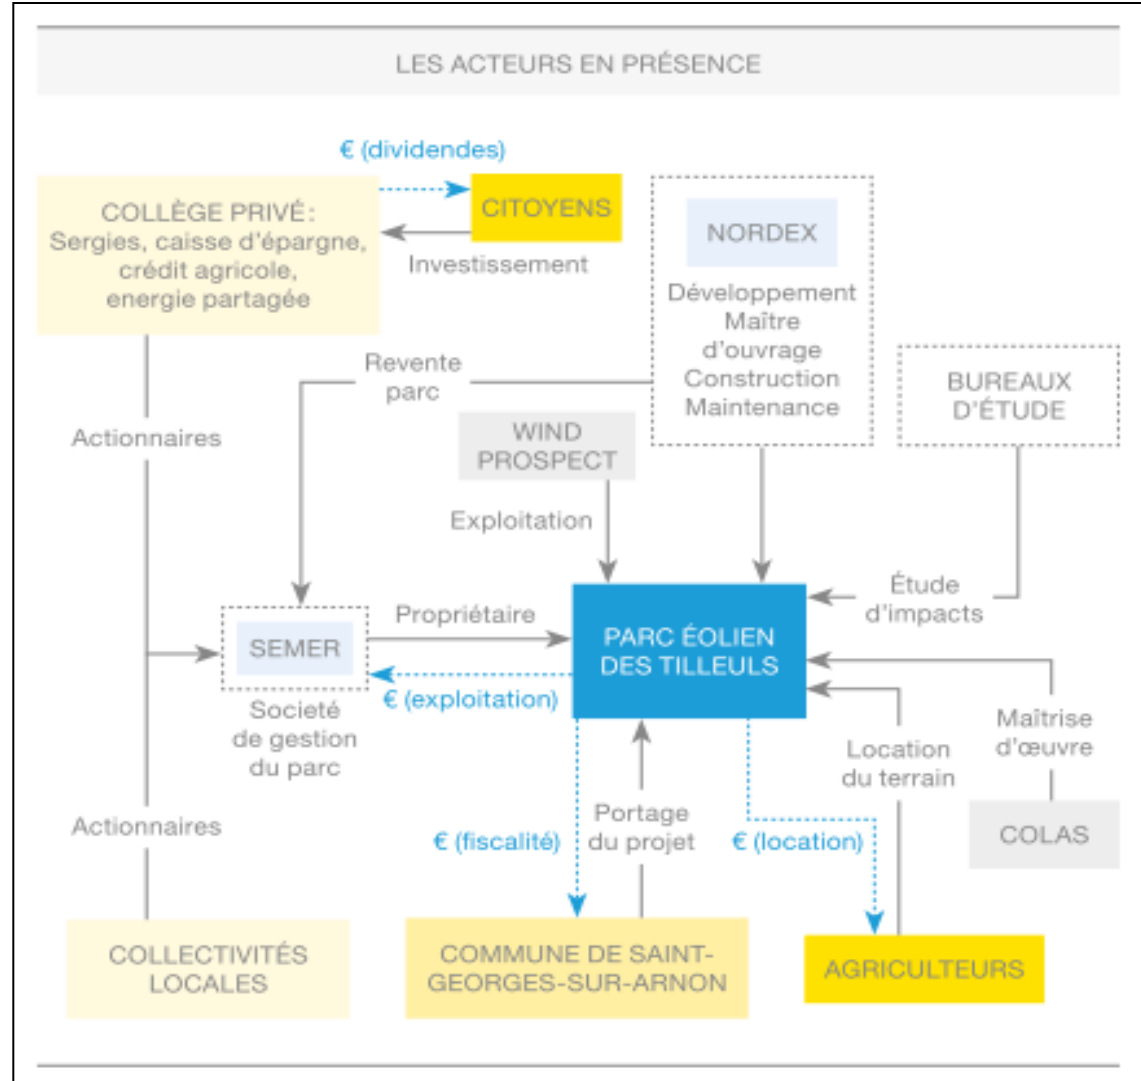 LES ACTEURS EN PRÉSENCE
€ (dividendes)
COLLÈGE PRIVÉ:
Sergies, caisse d'épargne,
crédit agricole,
energie partagée
CITOYENS
Investissement
NORDEX
Développement
Maître
d'ouvrage
Construction
Maintenance
Revente
parc
BUREAUX
D'ÉTUDE
Actionnaires
WIND
PROSPECT
Exploitation
Étude
d'impacts
Propriétaire
SEMER
PARC ÉOLIEN
DES TILLEULS
€ (exploitation)
Societé
de gestion
du parc
Maîtrise
d'œuvre
Location
du terrain
Actionnaires
Portage
du projet
€ (fiscalité)
€ (location)
COLAS
COLLECTIVITÉS
LOCALES
COMMUNE DE SAINT-
GEORGES-SUR-ARNON
AGRICULTEURS